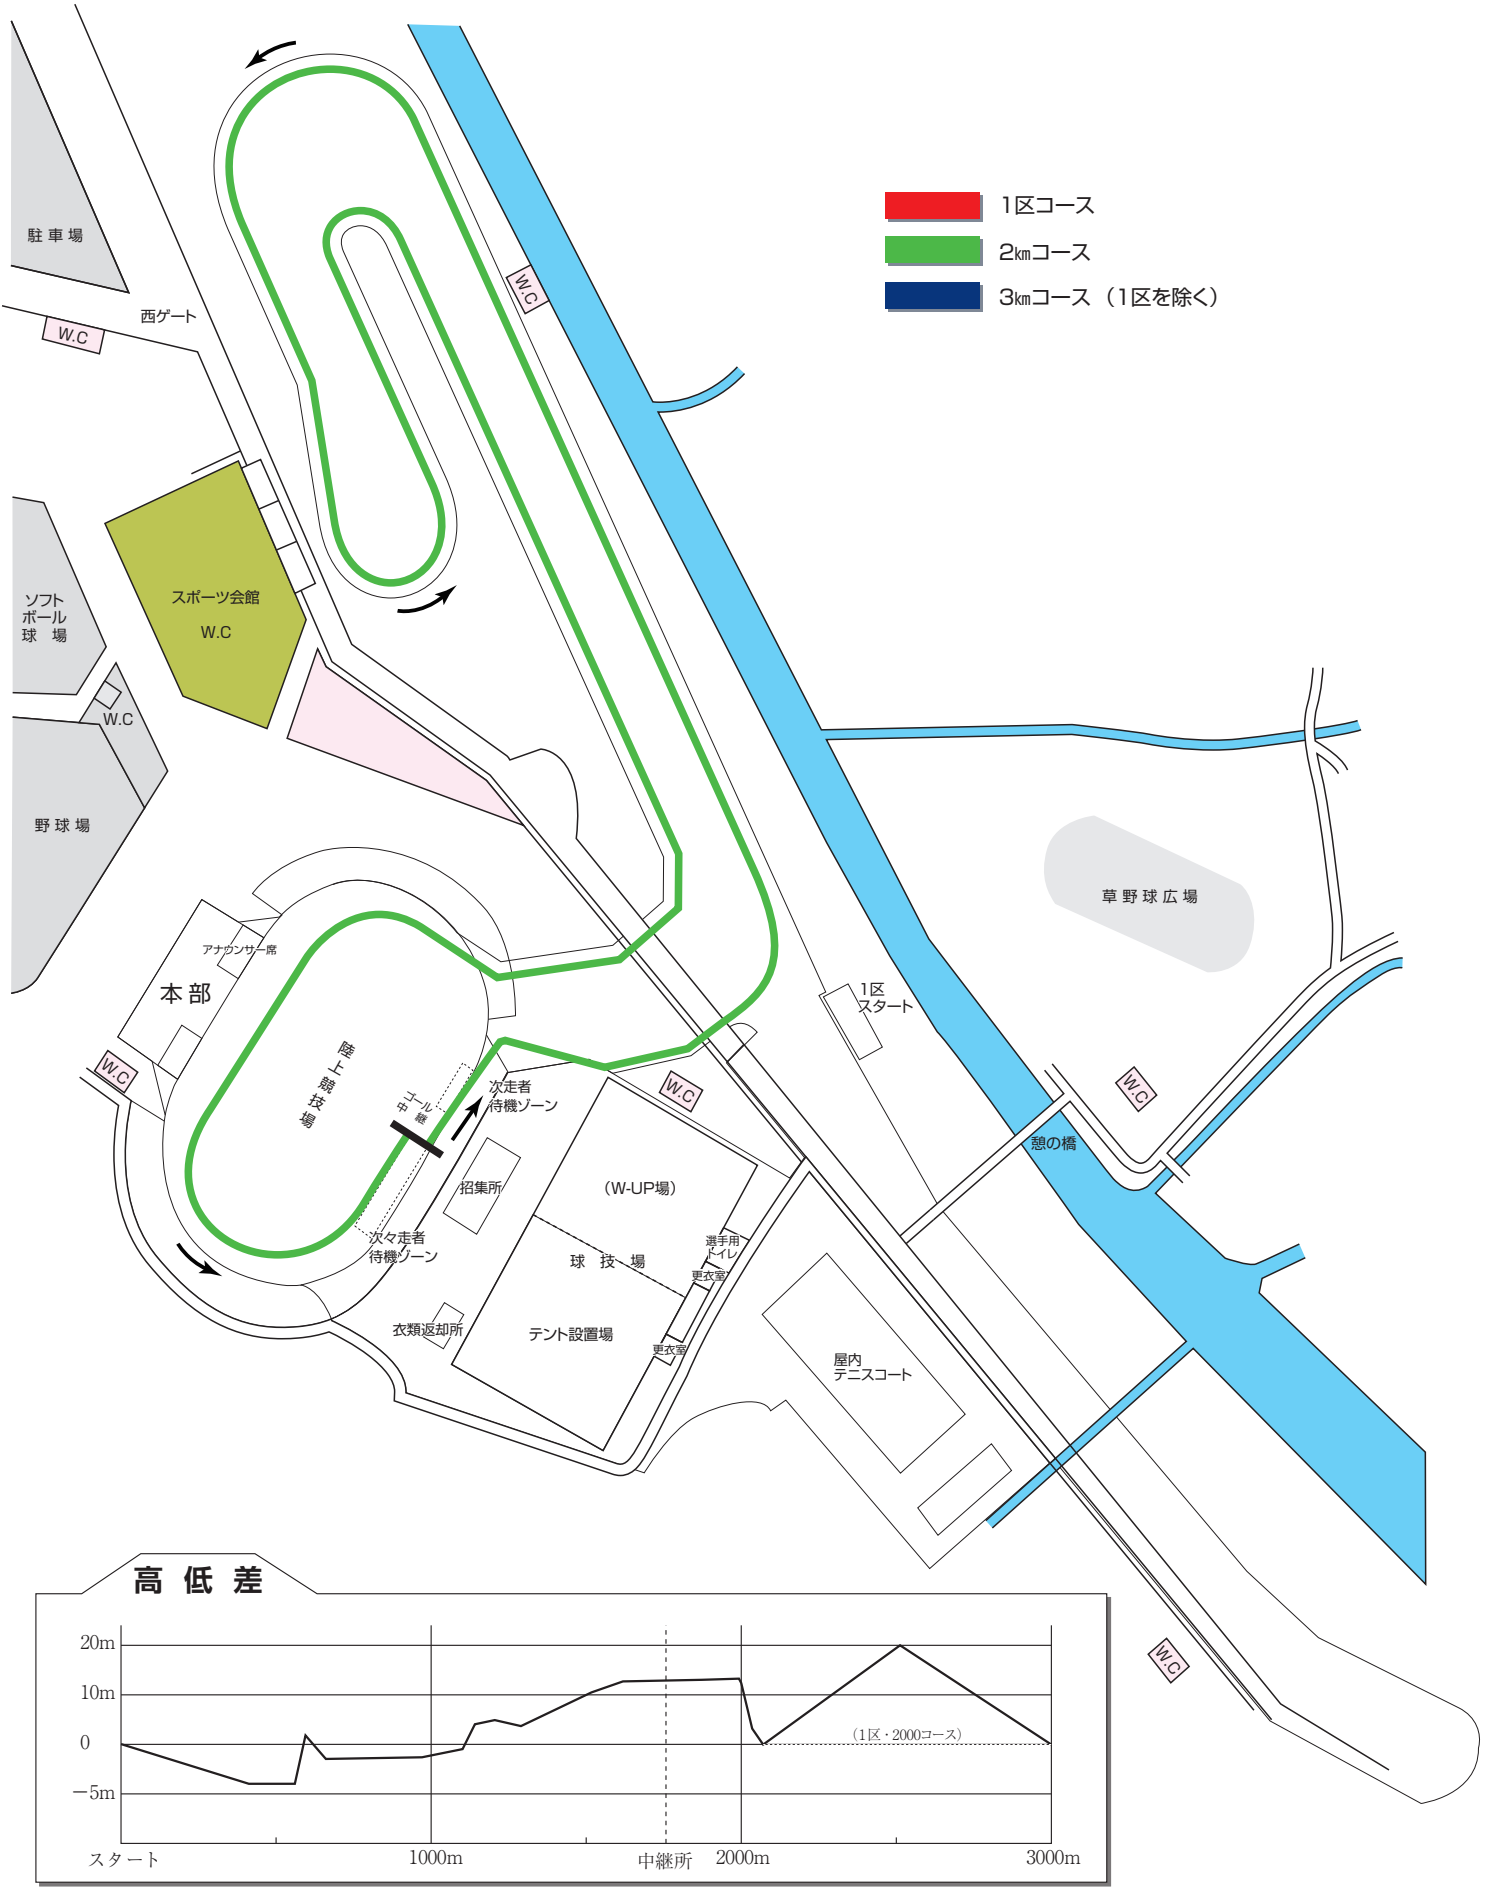 1区コース
2㎞コース
3㎞コース（1区を除く）
駐車場
西ゲート
W.C
W.C
スポーツ会館
W.C
ソフト
ボール
球 場
W.C
野球場
草野球広場
アナウンサー席
本部
1区
スタート
W.C
陸上競技場
ゴール
中 継
次走者
待機ゾーン
W.C
W.C
憩の橋
招集所
（W-UP場）
次々走者
待機ゾーン
選手用
トイレ
球 技 場
更衣室
衣類返却所
テント設置場
更衣室
屋内
テニスコート
W.C
高低差
20m
10m
0
－5m
（1区・2000コース）
スタート
1000m
中継所
2000m
3000m